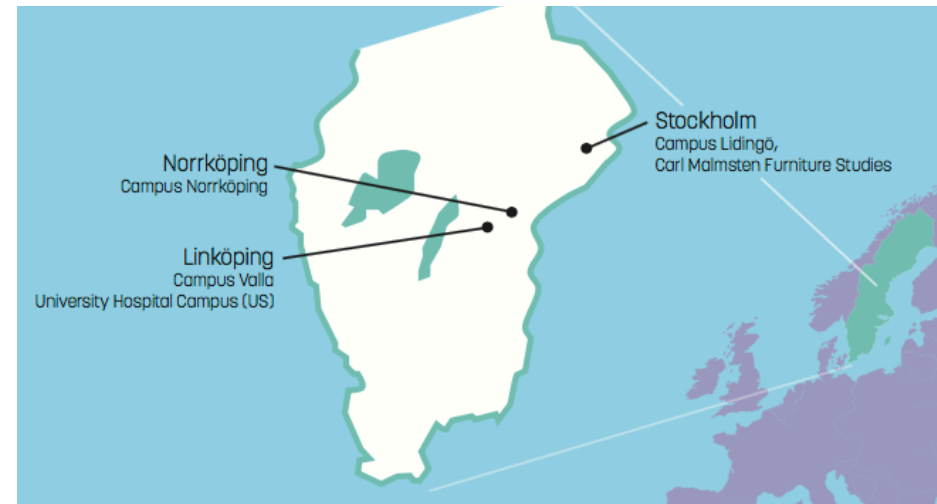 Stockholm
Campus Lidingö,
Carl Malmsten Furniture Studies
Norrköping
Campus Norrköping
Linköping
Campus Valla
University Hospital Campus (US)